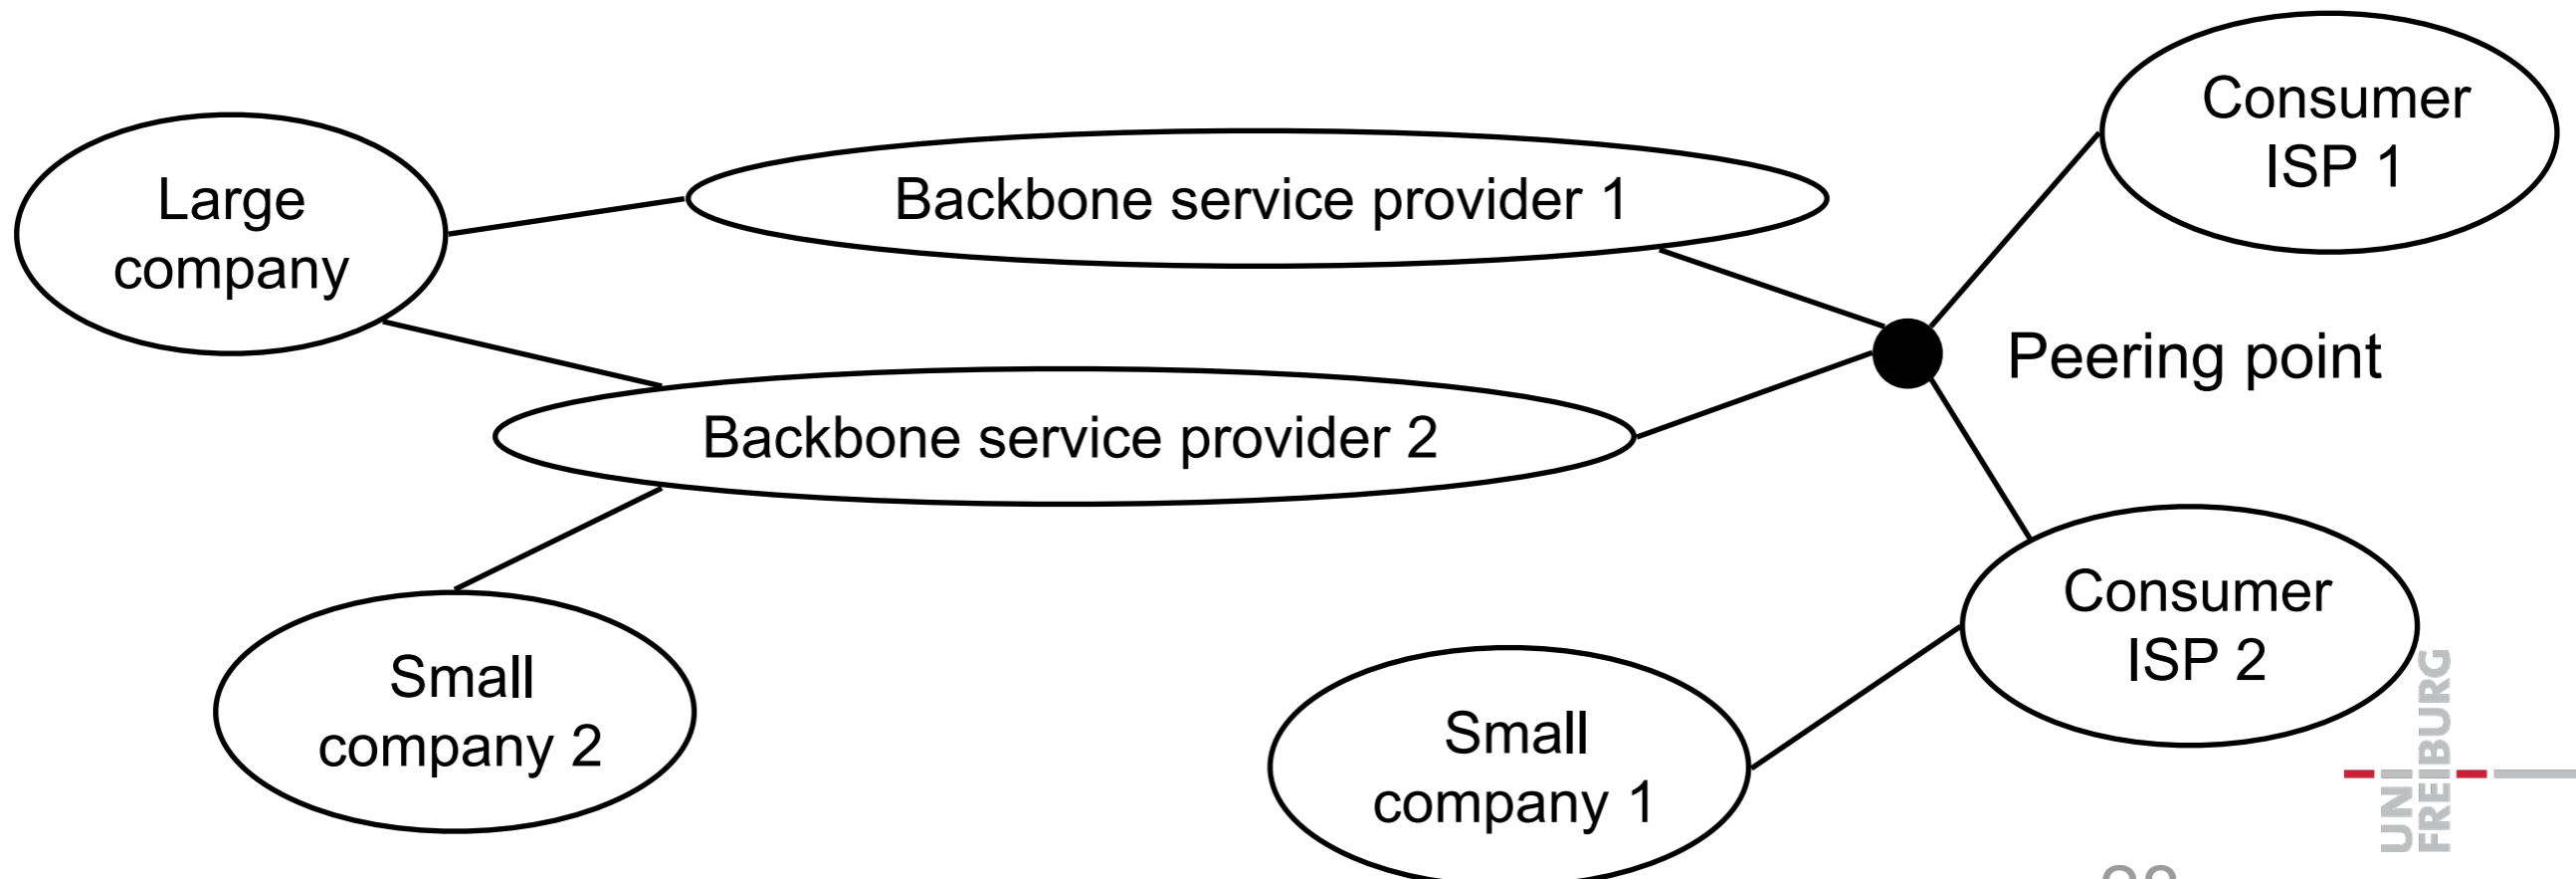 Consumer
ISP 1
Large
company
Backbone service provider 1
Peering point
Backbone service provider 2
Consumer
ISP 2
Small
company 2
Small
company 1
UNI
FREIBURG